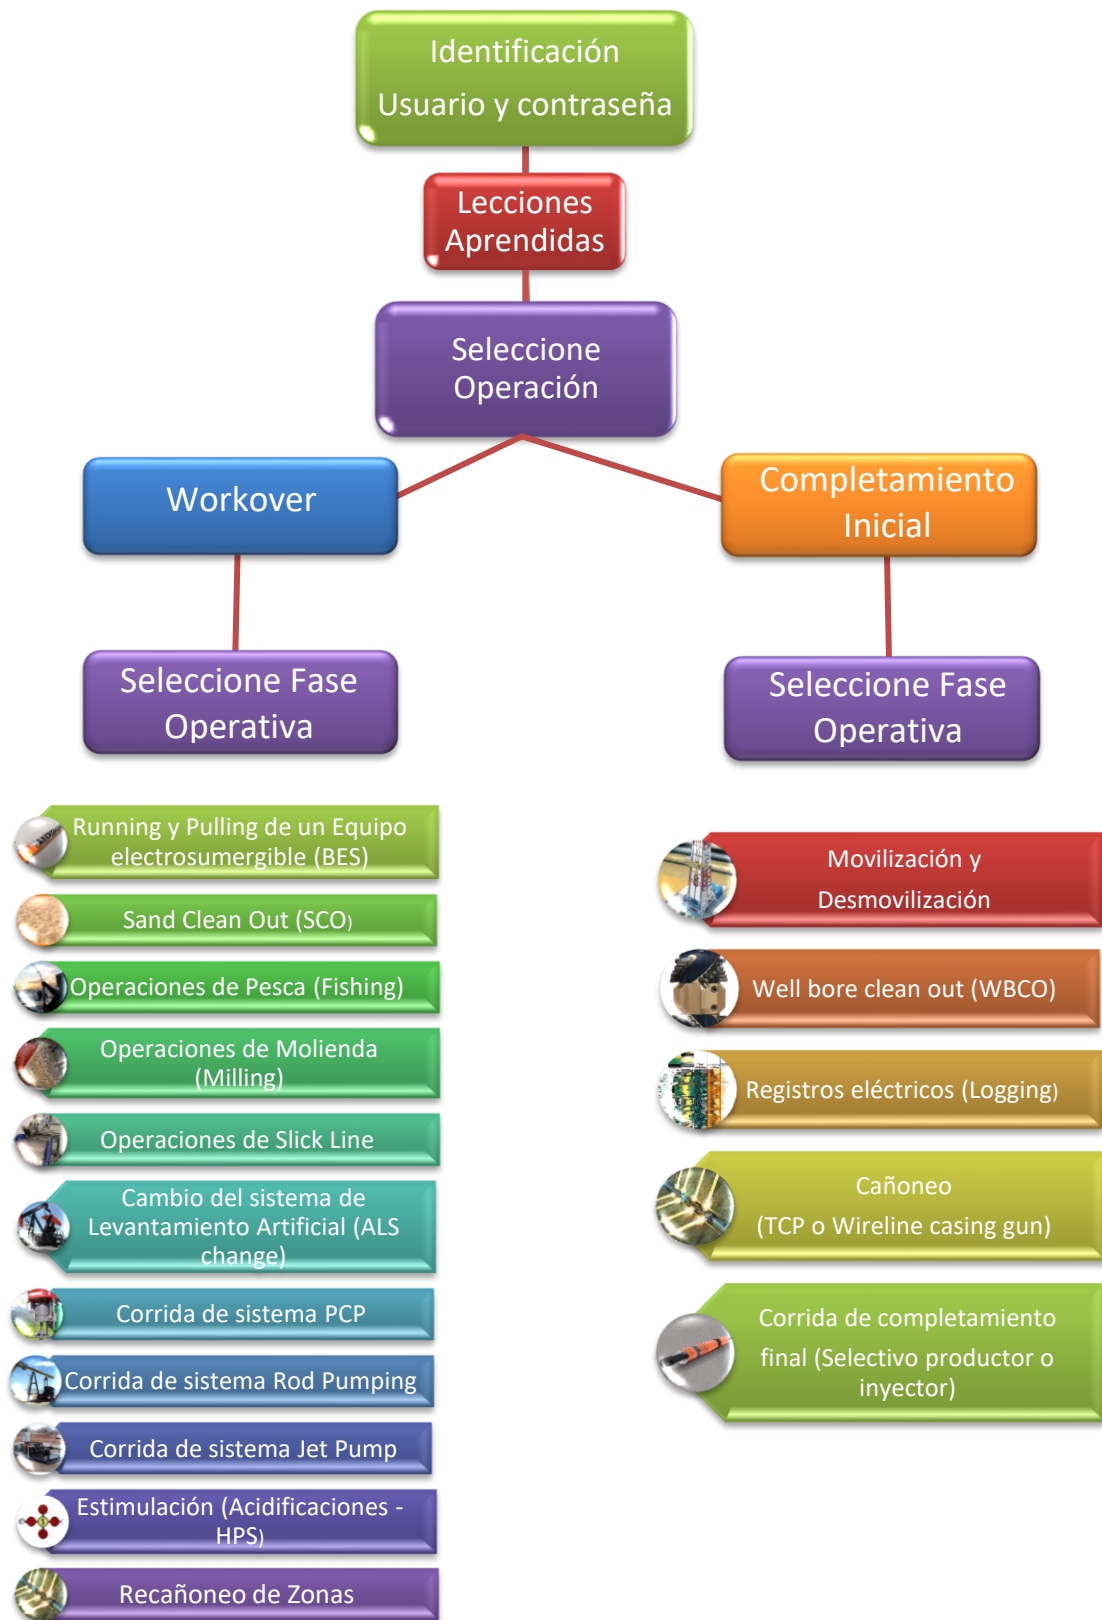 Identificación
Usuario y contraseña
Lecciones
Aprendidas
Seleccione
Operación
Workover
Completamiento
Inicial
Seleccione Fase
Operativa
Seleccione Fase
Operativa
Running y Pulling de un Equipo
electrosumergible (BES)
Sand Clean Out (SCO)
Operaciones de Pesca (Fishing)
Operaciones de Molienda
(Milling)
Operaciones de Slick Line
Cambio del sistema de
Levantamiento Artificial (ALS
change)
Corrida de sistema PCP
Corrida de sistema Rod Pumping
Corrida de sistema Jet Pump
Estimulación (Acidificaciones -
HPS)
Recañoneo de Zonas
Movilización y
Desmovilización
Well bore clean out (WBCO)
Registros eléctricos (Logging)
Cañoneo
(TCP o Wireline casing gun)
Corrida de completamiento
final (Selectivo productor o
inyector)